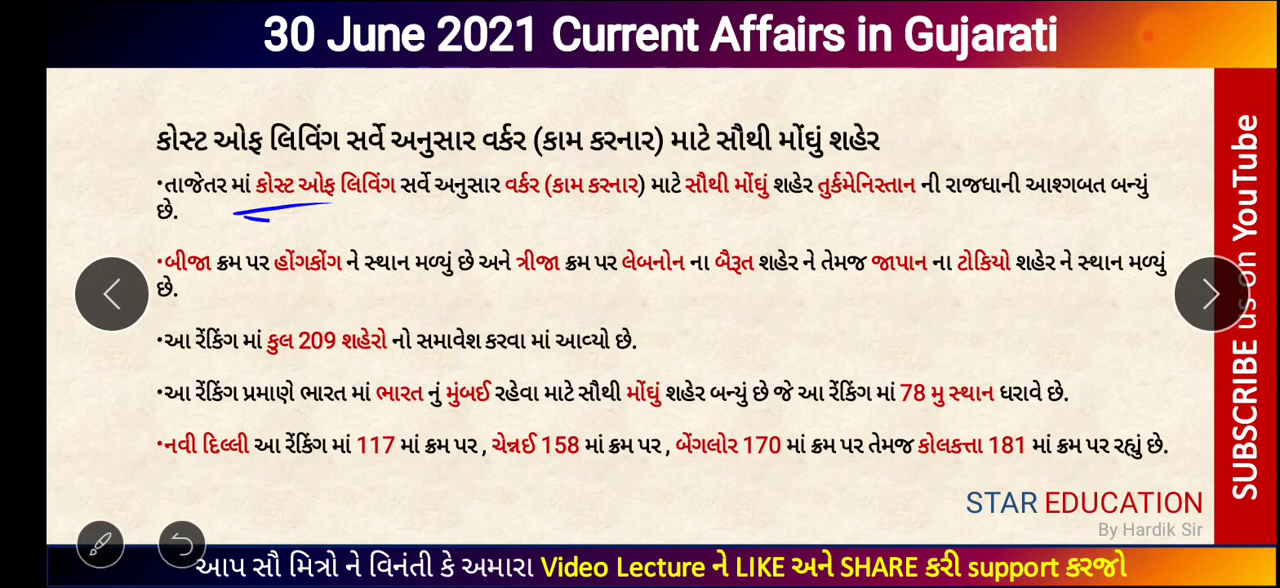 30 June 2021 Current Affairs in Gujarati
કોસ્ટ ઓફ લિવિંગ સર્વે અનુસાર વર્કર (કામ કરનાર) માટે સૌથી મોંઘું શહેર
•તાજેતર માં કોસ્ટ ઓફ લિવિંગ સર્વે અનુસાર વર્કર (કામ કરનાર) માટે સૌથી મોંઘું શહેર તુર્કમેનિસ્તાન ની રાજધાની આશ્ગબત બન્યું
છે.
•બીજા ક્રમ પર હોંગકોંગ ને સ્થાન મળ્યું છે અને ત્રીજા ક્રમ પર લેબનોન ના બૈરૂત શહેર ને તેમજ જાપાન ના ટોકિયો શહેર ને સ્થાન મળ્યું
છે.
•આ રેંકિંગ માં કુલ 209 શહેરો નો સમાવેશ કરવા માં આવ્યો છે.
•આ રેંકિંગ પ્રમાણે ભારત માં ભારત નું મુંબઈ રહેવા માટે સૌથી મોંઘું શહેર બન્યું છે જે આ રેંકિંગ માં 78 મુ સ્થાન ધરાવે છે.
•નવી દિલ્લી આ રેંકિંગ માં 117 માં ક્રમ પર , ચેન્નઈ 158 માં ક્રમ પર , બેંગલોર 170 માં ક્રમ પર તેમજ કોલકત્તા 181 માં ક્રમ પર રહ્યું છે.
STAR EDUCATION
By Hardik Sir
SUBSCRIBE us on YouTube
આપ સૌ મિત્રો ને વિનંતી કે અમારા Video Lecture ને LIKE અને SHARE કરી support કરજો